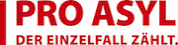 PRO ASYL
DER EINZELFALL ZÄHLT.